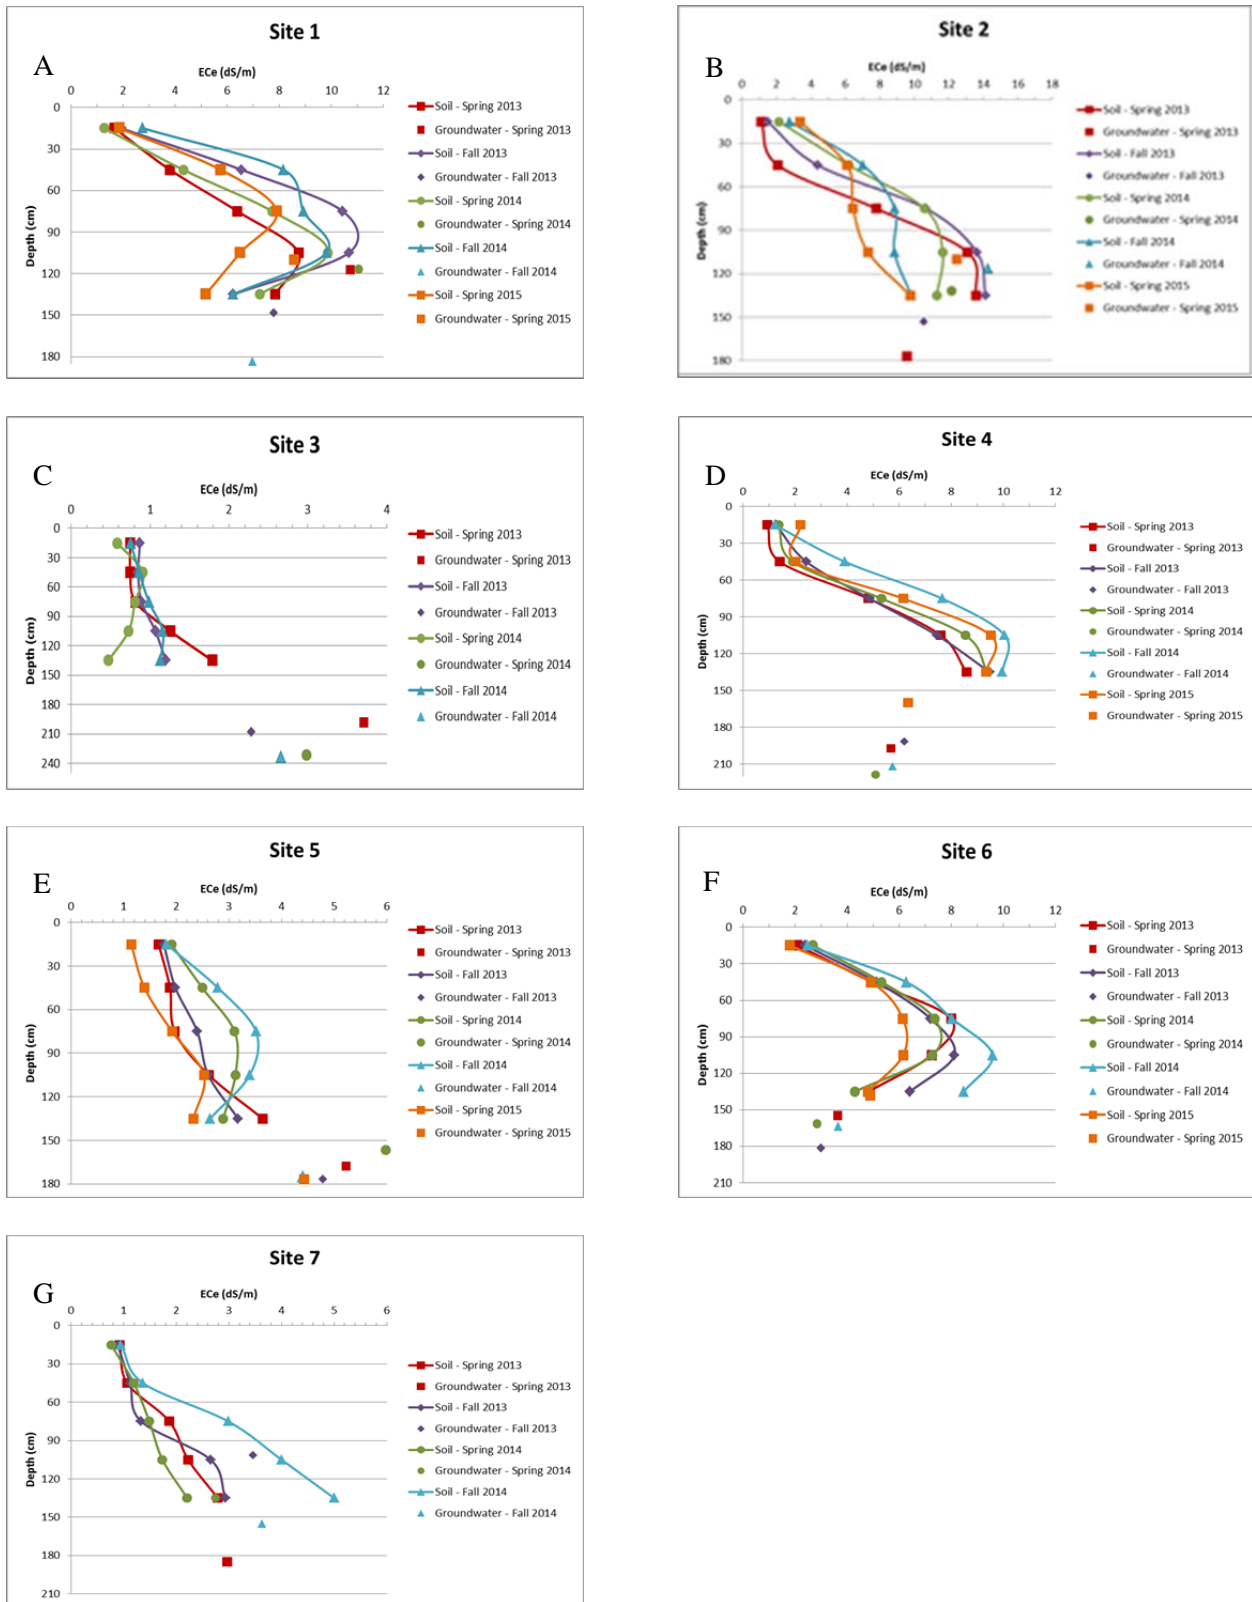 Site 1
A
ECe (dS/m)
0 2 4 6 8 10 12
0
30
60
90
120
150
180
Depth (cm)
Soil - Spring 2013
Groundwater - Spring 2013
Soil - Fall 2013
Groundwater - Fall 2013
Soil - Spring 2014
Groundwater - Spring 2014
Soil - Fall 2014
Groundwater - Fall 2014
Soil - Spring 2015
Groundwater - Spring 2015
Site 2
B
ECe (dS/m)
0 2 4 6 8 10 12 14 16 18
0
30
60
90
120
150
180
Depth (cm)
Soil - Spring 2013
Groundwater - Spring 2013
Soil - Fall 2013
Groundwater - Fall 2013
Soil - Spring 2014
Groundwater - Spring 2014
Soil - Fall 2014
Groundwater - Fall 2014
Soil - Spring 2015
Groundwater - Spring 2015
Site 3
C
ECe (dS/m)
0 1 2 3 4
0
30
60
90
120
150
180
210
240
Depth (cm)
Soil - Spring 2013
Groundwater - Spring 2013
Soil - Fall 2013
Groundwater - Fall 2013
Soil - Spring 2014
Groundwater - Spring 2014
Soil - Fall 2014
Groundwater - Fall 2014
Site 4
D
ECe (dS/m)
0 2 4 6 8 10 12
0
30
60
90
120
150
180
210
Depth (cm)
Soil - Spring 2013
Groundwater - Spring 2013
Soil - Fall 2013
Groundwater - Fall 2013
Soil - Spring 2014
Groundwater - Spring 2014
Soil - Fall 2014
Groundwater - Fall 2014
Soil - Spring 2015
Groundwater - Spring 2015
Site 5
E
ECe (dS/m)
0 1 2 3 4 5 6
0
30
60
90
120
150
180
Depth (cm)
Soil - Spring 2013
Groundwater - Spring 2013
Soil - Fall 2013
Groundwater - Fall 2013
Soil - Spring 2014
Groundwater - Spring 2014
Soil - Fall 2014
Groundwater - Fall 2014
Soil - Spring 2015
Groundwater - Spring 2015
Site 6
F
ECe (dS/m)
0 2 4 6 8 10 12
0
30
60
90
120
150
180
210
Depth (cm)
Soil - Spring 2013
Groundwater - Spring 2013
Soil - Fall 2013
Groundwater - Fall 2013
Soil - Spring 2014
Groundwater - Spring 2014
Soil - Fall 2014
Groundwater - Fall 2014
Soil - Spring 2015
Groundwater - Spring 2015
Site 7
G
ECe (dS/m)
0 1 2 3 4 5 6
0
30
60
90
120
150
180
210
Depth (cm)
Soil - Spring 2013
Groundwater - Spring 2013
Soil - Fall 2013
Groundwater - Fall 2013
Soil - Spring 2014
Groundwater - Spring 2014
Soil - Fall 2014
Groundwater - Fall 2014